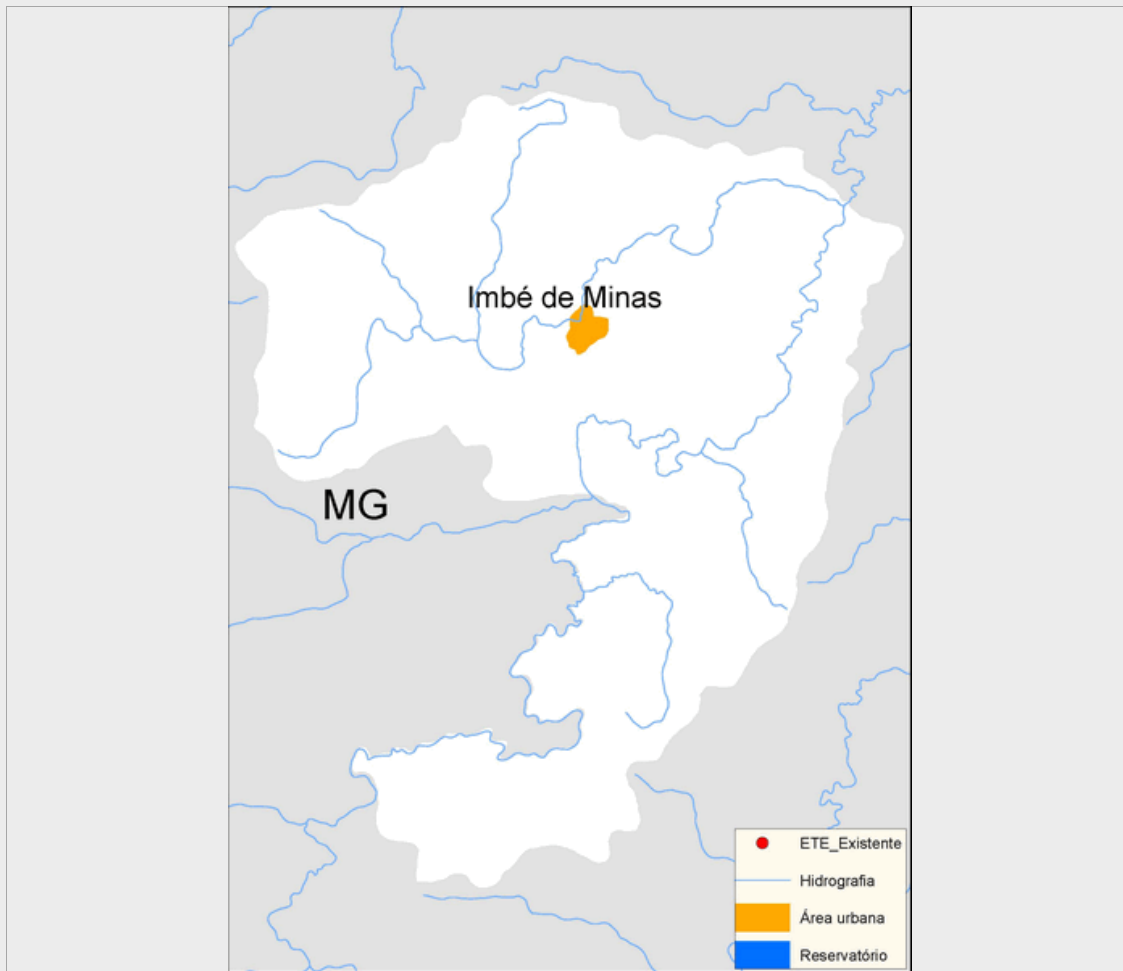 Imbé de Minas
MG
ETE_Existente
Hidrografia
Área urbana
Reservatório